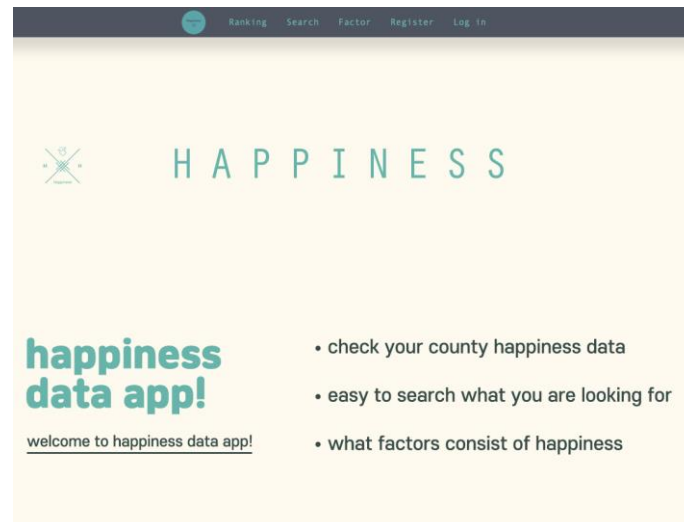 Ranking Search Factor Register Log in
HAPPINESS
happiness
data app!
welcome to happiness data app!
• check your county happiness data
• easy to search what you are looking for
• what factors consist of happiness